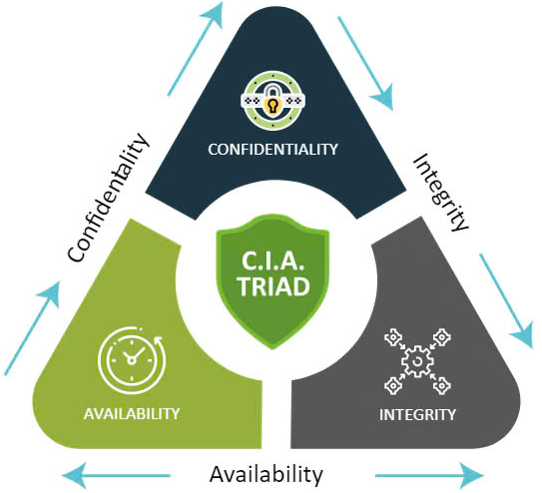 CONFIDENTIALITY
Confidentality
Integrity
C.I.A.
TRIAD
AVAILABILITY
INTEGRITY
Availability